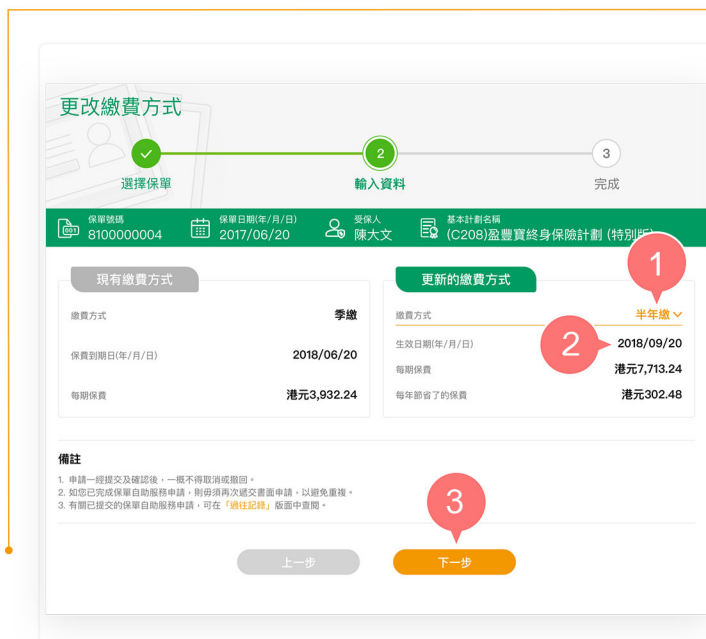 更改繳費方式
2
3
選擇保單
輸入資料
完成
001
保單號碼
8100000004
保單日期(年/月/日)
2017/06/20
受保人
陳大文
基本計劃名稱
(C208)盈豐寶終身保險計劃 (特別版)
1
現有繳費方式
繳費方式
季繳
保費到期日(年/月/日)
2018/06/20
每期保費
港元3,932.24
更新的繳費方式
繳費方式
半年繳
生效日期(年/月/日)
2
2018/09/20
每期保費
港元7,713.24
每年節省了的保費
港元302.48
備註
1. 申請一經提交及確認後，一概不得取消或撤回。
2. 如您已完成保單自助服務申請，則毋須再次遞交書面申請，以避免重複。
3. 有關已提交的保單自助服務申請，可在「過往記錄」版面中查閱。
3
上一步
下一步